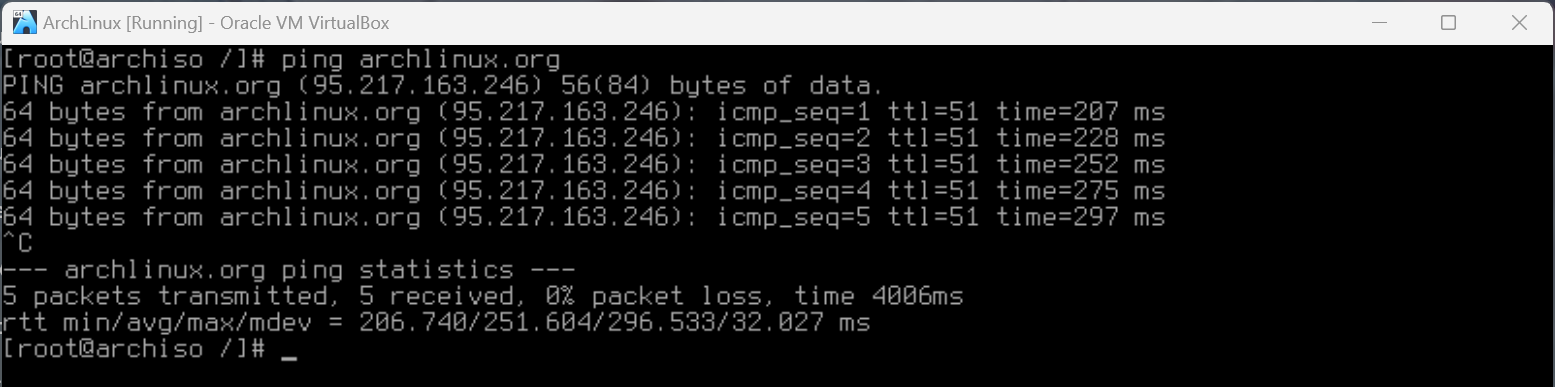 64
ArchLinux [Running] - Oracle VM VirtualBox
[root@archiso /]# ping archlinux.org
PING archlinux.org (95.217.163.246) 56(84) bytes of data.
64 bytes from archlinux.org (95.217.163.246): icmp_seq=1 ttl=51 time=207 ms
64 bytes from archlinux.org (95.217.163.246): icmp_seq=2 ttl=51 time=228 ms
64 bytes from archlinux.org (95.217.163.246): icmp_seq=3 ttl=51 time=252 ms
64 bytes from archlinux.org (95.217.163.246): icmp_seq=4 ttl=51 time=275 ms
64 bytes from archlinux.org (95.217.163.246): icmp_seq=5 ttl=51 time=297 ms
^C
--- archlinux.org ping statistics ---
5 packets transmitted, 5 received, 0% packet loss, time 4006ms
rtt min/avg/max/mdev = 206.740/251.604/296.533/32.027 ms
[root@archiso /]# _